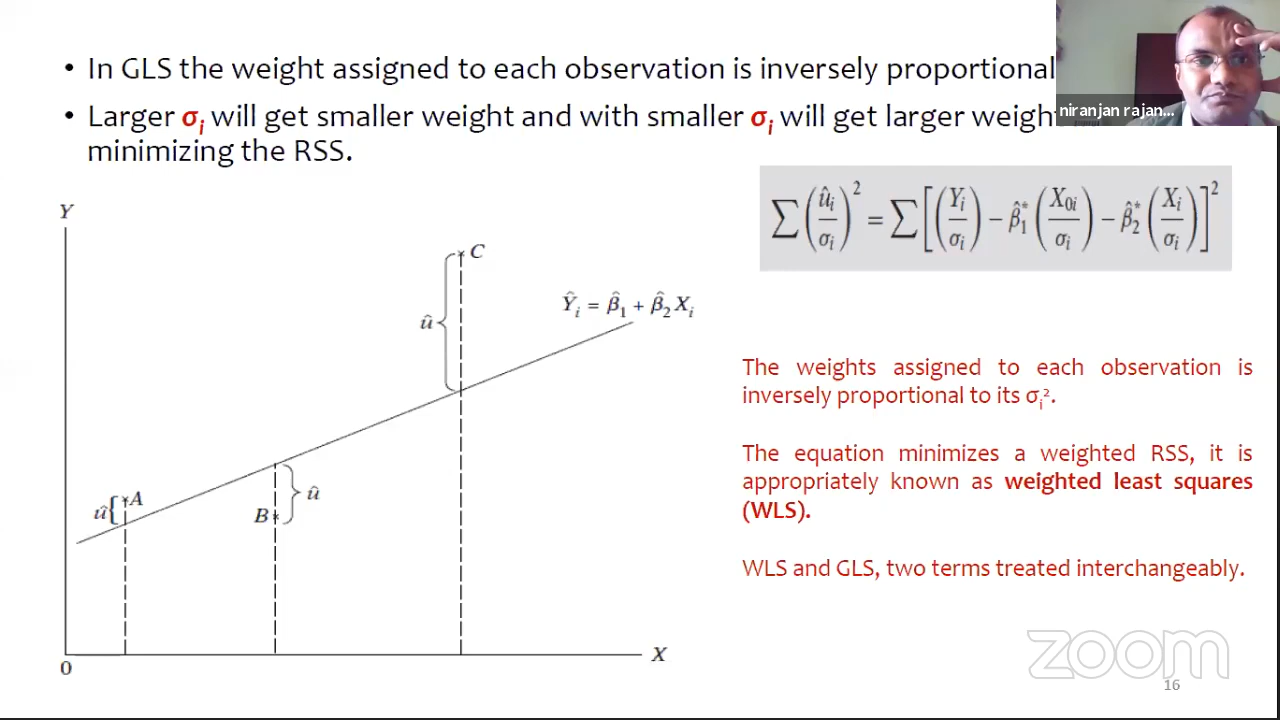 • In GLS the weight assigned to each observation is inversely proportional
• Larger σᵢ will get smaller weight and with smaller σᵢ will get larger weight
minimizing the RSS.
niranjan rajan...
∑(ûᵢ/σᵢ)² = ∑[(Yᵢ/σᵢ) − β̂₁*(X₀ᵢ/σᵢ) − β̂₂*(Xᵢ/σᵢ)]²
Y
C
û
Ŷᵢ = β̂₁ + β̂₂Xᵢ
The weights assigned to each observation is
inversely proportional to its σᵢ².
The equation minimizes a weighted RSS, it is
appropriately known as weighted least squares
(WLS).
û
A
B
û
WLS and GLS, two terms treated interchangeably.
X
0
zoom
16